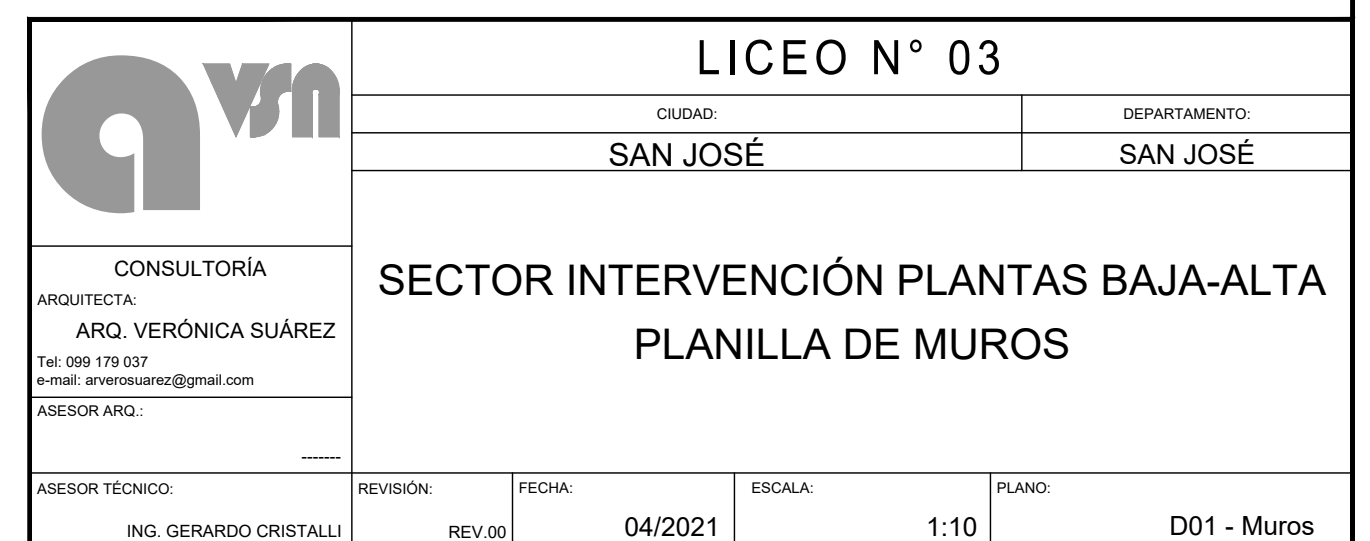 avsn
LICEO N° 03
CIUDAD:
DEPARTAMENTO:
SAN JOSÉ
SAN JOSÉ
CONSULTORÍA
ARQUITECTA:
ARQ. VERÓNICA SUÁREZ
Tel: 099 179 037
e-mail: arverosuarez@gmail.com
ASESOR ARQ.:
-------
SECTOR INTERVENCIÓN PLANTAS BAJA-ALTA
PLANILLA DE MUROS
ASESOR TÉCNICO:
ING. GERARDO CRISTALLI
REVISIÓN:
REV.00
FECHA:
04/2021
ESCALA:
1:10
PLANO:
D01 - Muros